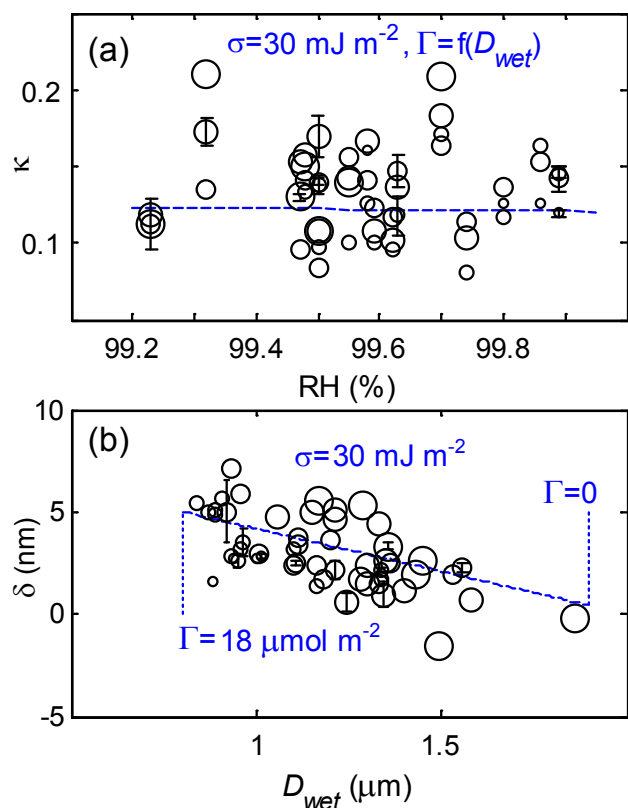 (a)
σ=30 mJ m-2, Γ=f(Dwet)
0.2
κ
0.1
99.2 99.4 99.6 99.8
RH (%)
10
(b)
σ=30 mJ m-2
Γ=0
5
δ (nm)
0
Γ=18 μmol m-2
-5
1 1.5
Dwet (μm)